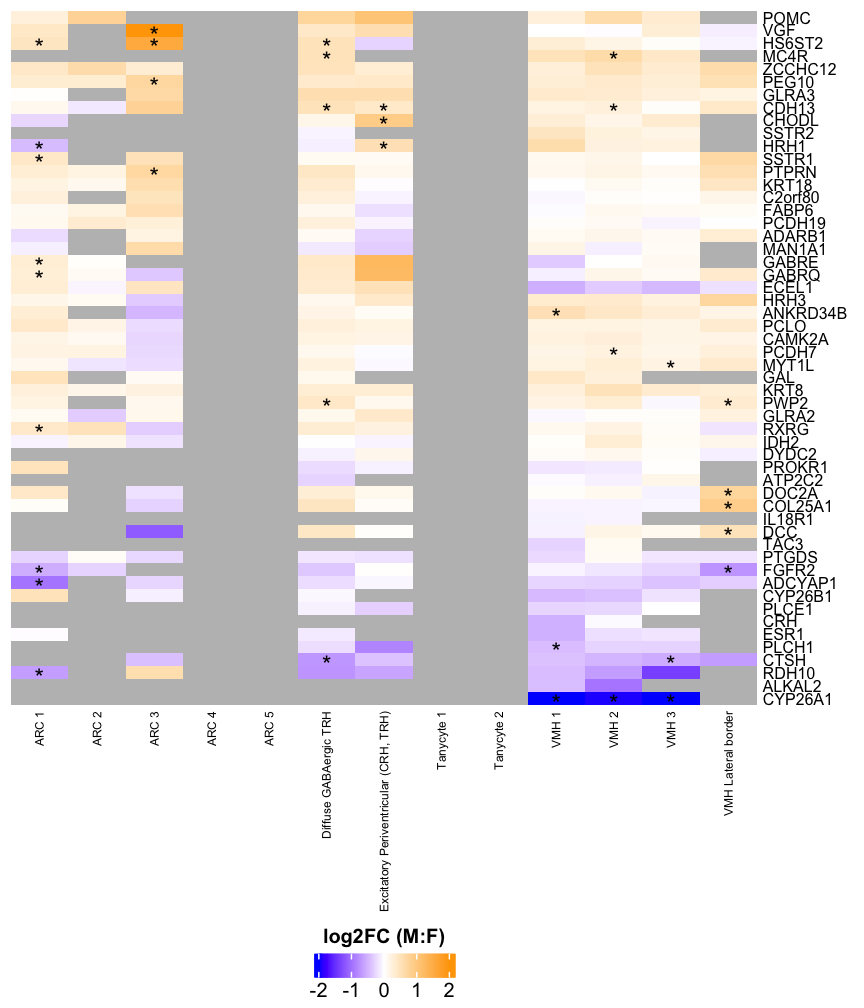 POMC
VGF
HS6ST2
MC4R
ZCCHC12
PEG10
GLRA3
CDH13
CHODL
SSTR2
HRH1
SSTR1
PTPRN
KRT18
C2orf80
FABP6
PCDH19
ADARB1
MAN1A1
GABRE
GABRQ
ECEL1
HRH3
ANKRD34B
PCLO
CAMK2A
PCDH7
MYT1L
GAL
KRT8
PWP2
GLRA2
RXRG
IDH2
DYDC2
PROKR1
ATP2C2
DOC2A
COL25A1
IL18R1
DCC
TAC3
PTGDS
FGFR2
ADCYAP1
CYP26B1
PLCE1
CRH
ESR1
PLCH1
CTSH
RDH10
ALKAL2
CYP26A1
ARC 1
ARC 2
ARC 3
ARC 4
ARC 5
Diffuse GABAergic TRH
Excitatory Periventricular (CRH, TRH)
Tanycyte 1
Tanycyte 2
VMH 1
VMH 2
VMH 3
VMH Lateral border
log2FC (M:F)
-2 -1 0 1 2